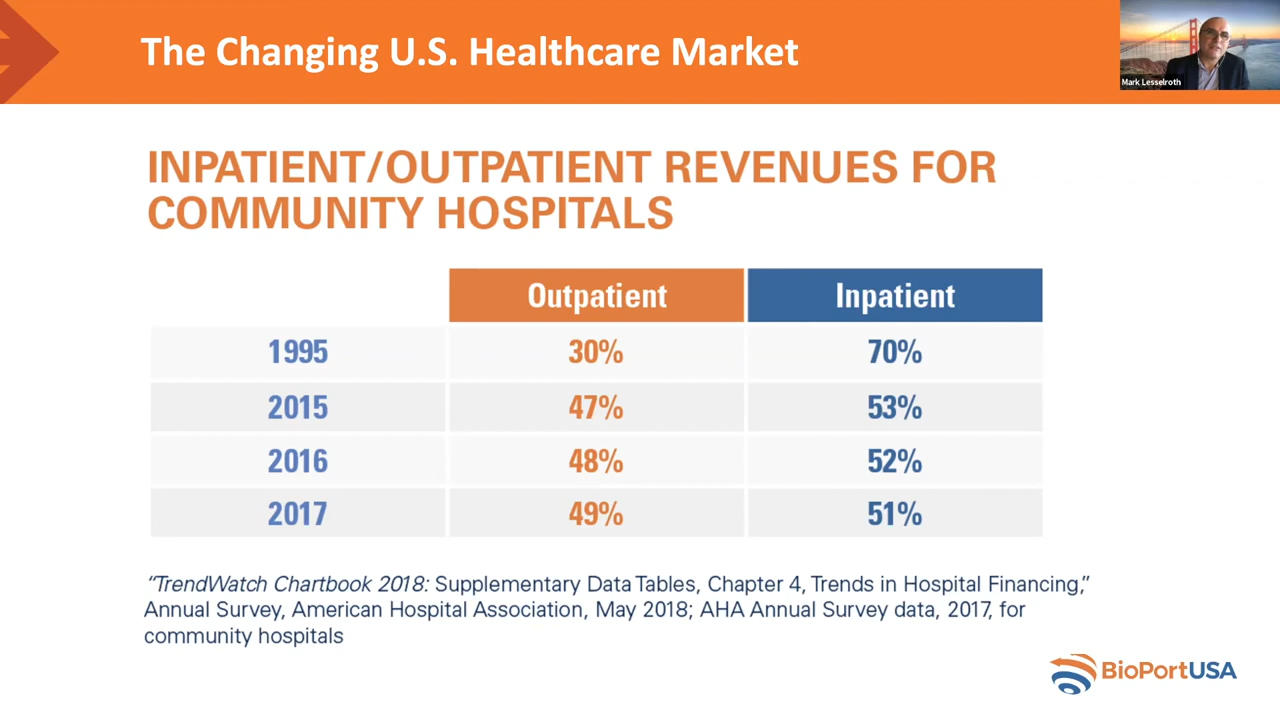 The Changing U.S. Healthcare Market
Mark Lesselroth
INPATIENT/OUTPATIENT REVENUES FOR
COMMUNITY HOSPITALS
Outpatient Inpatient
1995 30% 70%
2015 47% 53%
2016 48% 52%
2017 49% 51%
“TrendWatch Chartbook 2018: Supplementary Data Tables, Chapter 4, Trends in Hospital Financing,”
Annual Survey, American Hospital Association, May 2018; AHA Annual Survey data, 2017, for
community hospitals
BioPortUSA